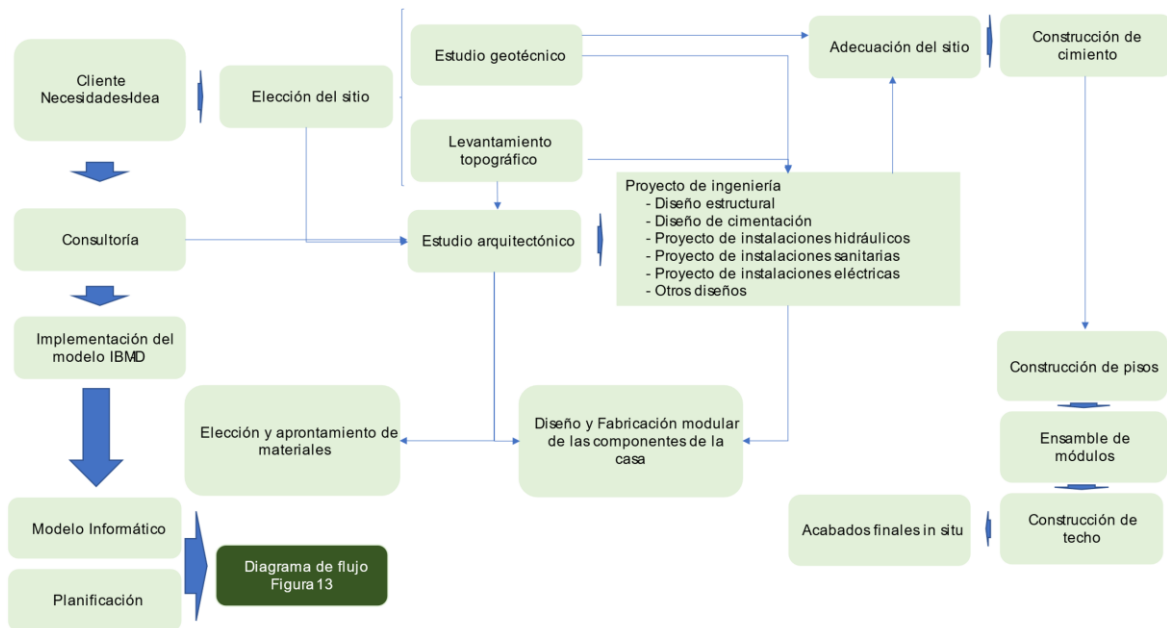 Cliente
Necesidades-Idea
Elección del sitio
Estudio geotécnico
Levantamiento
topográfico
Adecuación del sitio
Construcción de
cimiento
Consultoría
Estudio arquitectónico
Proyecto de ingeniería
- Diseño estructural
- Diseño de cimentación
- Proyecto de instalaciones hidráulicos
- Proyecto de instalaciones sanitarias
- Proyecto de instalaciones eléctricas
- Otros diseños
Implementación del
modelo IBMD
Elección y aprontamiento de
materiales
Diseño y Fabricación modular
de las componentes de la
casa
Construcción de pisos
Ensamble de
módulos
Construcción de
techo
Acabados finales in situ
Modelo Informático
Planificación
Diagrama de flujo
Figura 13